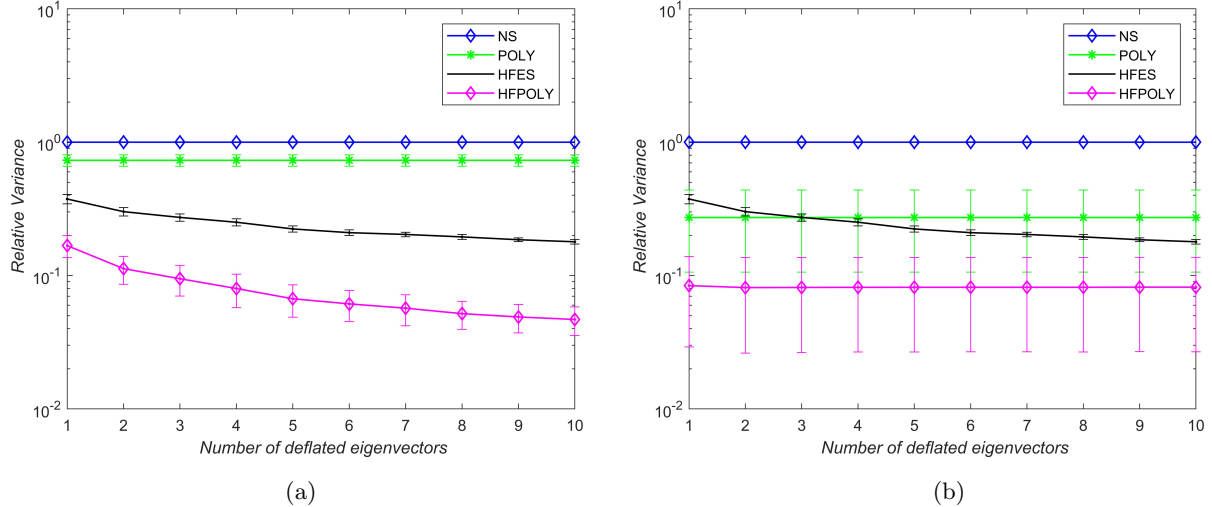 10^1
10^0
10^-1
10^-2
Relative Variance
NS
POLY
HFES
HFPOLY
1 2 3 4 5 6 7 8 9 10
Number of deflated eigenvectors
(a)
10^1
10^0
10^-1
10^-2
Relative Variance
NS
POLY
HFES
HFPOLY
1 2 3 4 5 6 7 8 9 10
Number of deflated eigenvectors
(b)